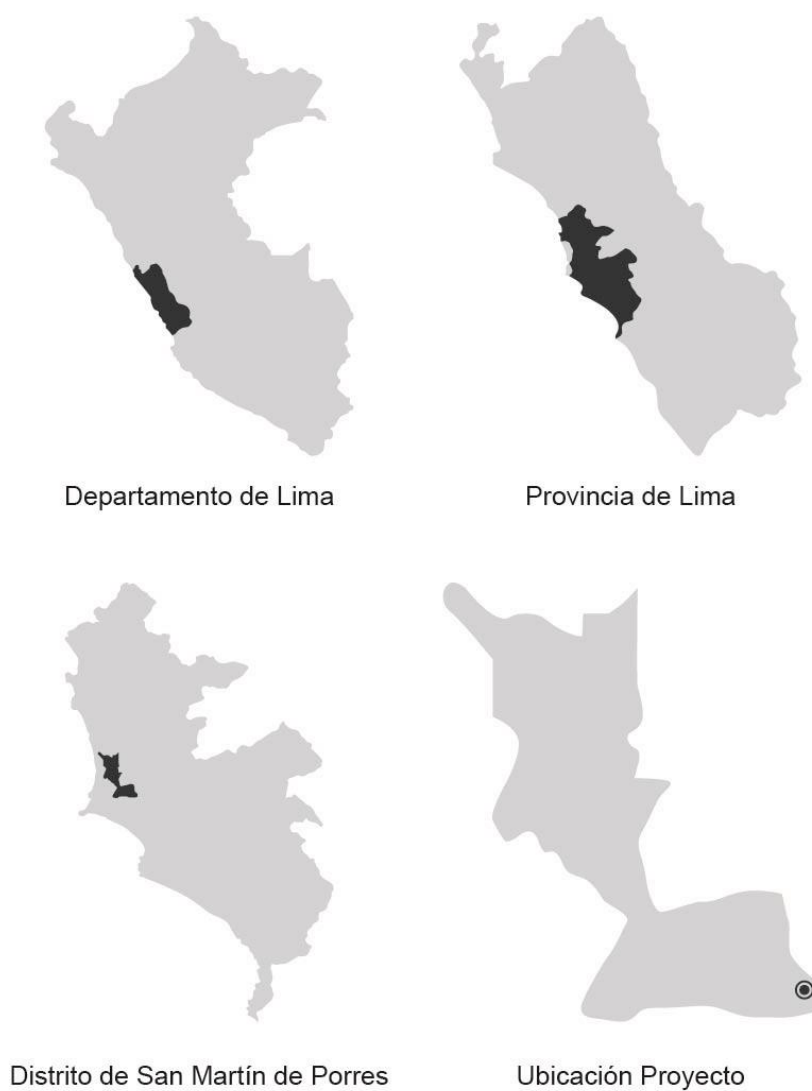 Departamento de Lima
Provincia de Lima
Distrito de San Martín de Porres
Ubicación Proyecto